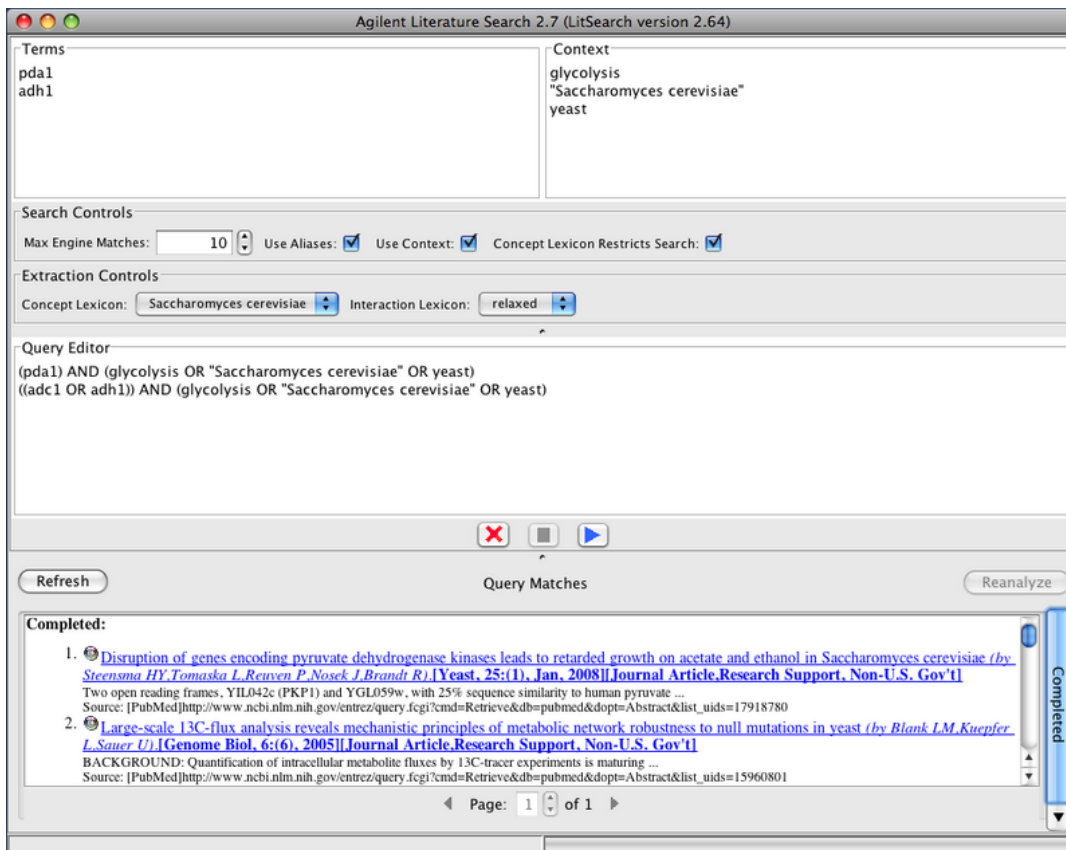 Agilent Literature Search 2.7 (LitSearch version 2.64)
Terms
pda1
adh1
Context
glycolysis
"Saccharomyces cerevisiae"
yeast
Search Controls
Max Engine Matches: 10 Use Aliases: Use Context: Concept Lexicon Restricts Search:
Extraction Controls
Concept Lexicon: Saccharomyces cerevisiae Interaction Lexicon: relaxed
Query Editor
(pda1) AND (glycolysis OR "Saccharomyces cerevisiae" OR yeast)
((adc1 OR adh1)) AND (glycolysis OR "Saccharomyces cerevisiae" OR yeast)
Refresh Query Matches Reanalyze
Completed:
1. Disruption of genes encoding pyruvate dehydrogenase kinases leads to retarded growth on acetate and ethanol in Saccharomyces cerevisiae (by
Steensma HY,Tomaska L,Reuven P,Nosek J,Brandt R).[Yeast, 25:(1), Jan, 2008][Journal Article,Research Support, Non-U.S. Gov't]
Two open reading frames, YIL042c (PKP1) and YGL059w, with 25% sequence similarity to human pyruvate ...
Source: [PubMed]http://www.ncbi.nlm.nih.gov/entrez/query.fcgi?cmd=Retrieve&db=pubmed&dopt=Abstract&list_uids=17918780
2. Large-scale 13C-flux analysis reveals mechanistic principles of metabolic network robustness to null mutations in yeast (by Blank LM,Kuepfer
L,Sauer U).[Genome Biol, 6:(6), 2005][Journal Article,Research Support, Non-U.S. Gov't]
BACKGROUND: Quantification of intracellular metabolite fluxes by 13C-tracer experiments is maturing ...
Source: [PubMed]http://www.ncbi.nlm.nih.gov/entrez/query.fcgi?cmd=Retrieve&db=pubmed&dopt=Abstract&list_uids=15960801
Completed
Page: 1 of 1